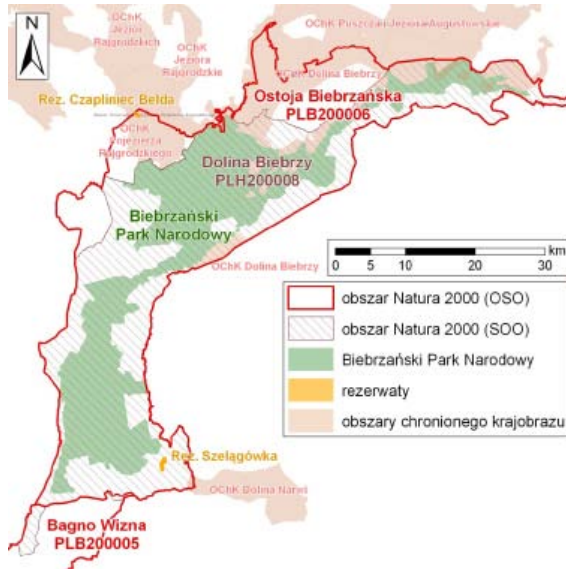 N
OChK
Jezior
Rajgrodzkich
OChK
Jeziora
Rajgrodzkie
OChK Puszcza i Jeziora Augustowskie
OChK Dolina Biebrzy
Rez. Czapliniec Bełda
Ostoja Biebrzańska
PLB200006
OChK
Pojezierza
Rajgrodzkiego
Dolina Biebrzy
PLH200008
Biebrzański
Park Narodowy
OChK Dolina Biebrzy
km
0 5 10 20 30
obszar Natura 2000 (OSO)
obszar Natura 2000 (SOO)
Biebrzański Park Narodowy
rezerwaty
obszary chronionego krajobrazu
Rez. Szelągówka
OChK Dolina Narwi
Bagno Wizna
PLB200005